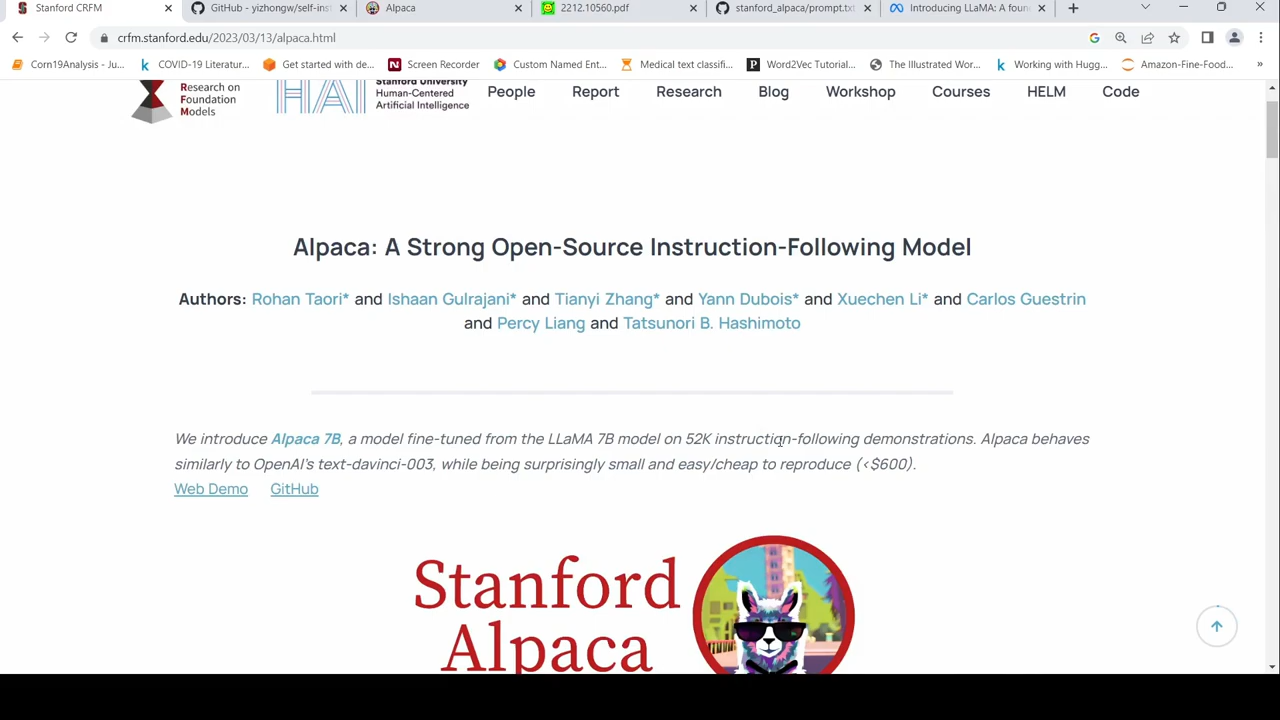 Stanford CRFM
GitHub - yizhongw/self-inst
Alpaca
2212.10560.pdf
stanford_alpaca/prompt.txt
Introducing LLaMA: A foun
crfm.stanford.edu/2023/03/13/alpaca.html
Corn19Analysis - Ju...
COVID-19 Literatur...
Get started with de...
Screen Recorder
Custom Named Ent...
Medical text classifi...
Word2Vec Tutorial...
The Illustrated Wor...
Working with Hugg...
Amazon-Fine-Food...
»
Research on
Foundation
Models
HAI
Stanford University
Human-Centered
Artificial Intelligence
People
Report
Research
Blog
Workshop
Courses
HELM
Code
Alpaca: A Strong Open-Source Instruction-Following Model
Authors: Rohan Taori* and Ishaan Gulrajani* and Tianyi Zhang* and Yann Dubois* and Xuechen Li* and Carlos Guestrin
and Percy Liang and Tatsunori B. Hashimoto
We introduce Alpaca 7B, a model fine-tuned from the LLaMA 7B model on 52K instruction-following demonstrations. Alpaca behaves
similarly to OpenAI's text-davinci-003, while being surprisingly small and easy/cheap to reproduce (<$600).
Web Demo GitHub
Stanford
Alpaca